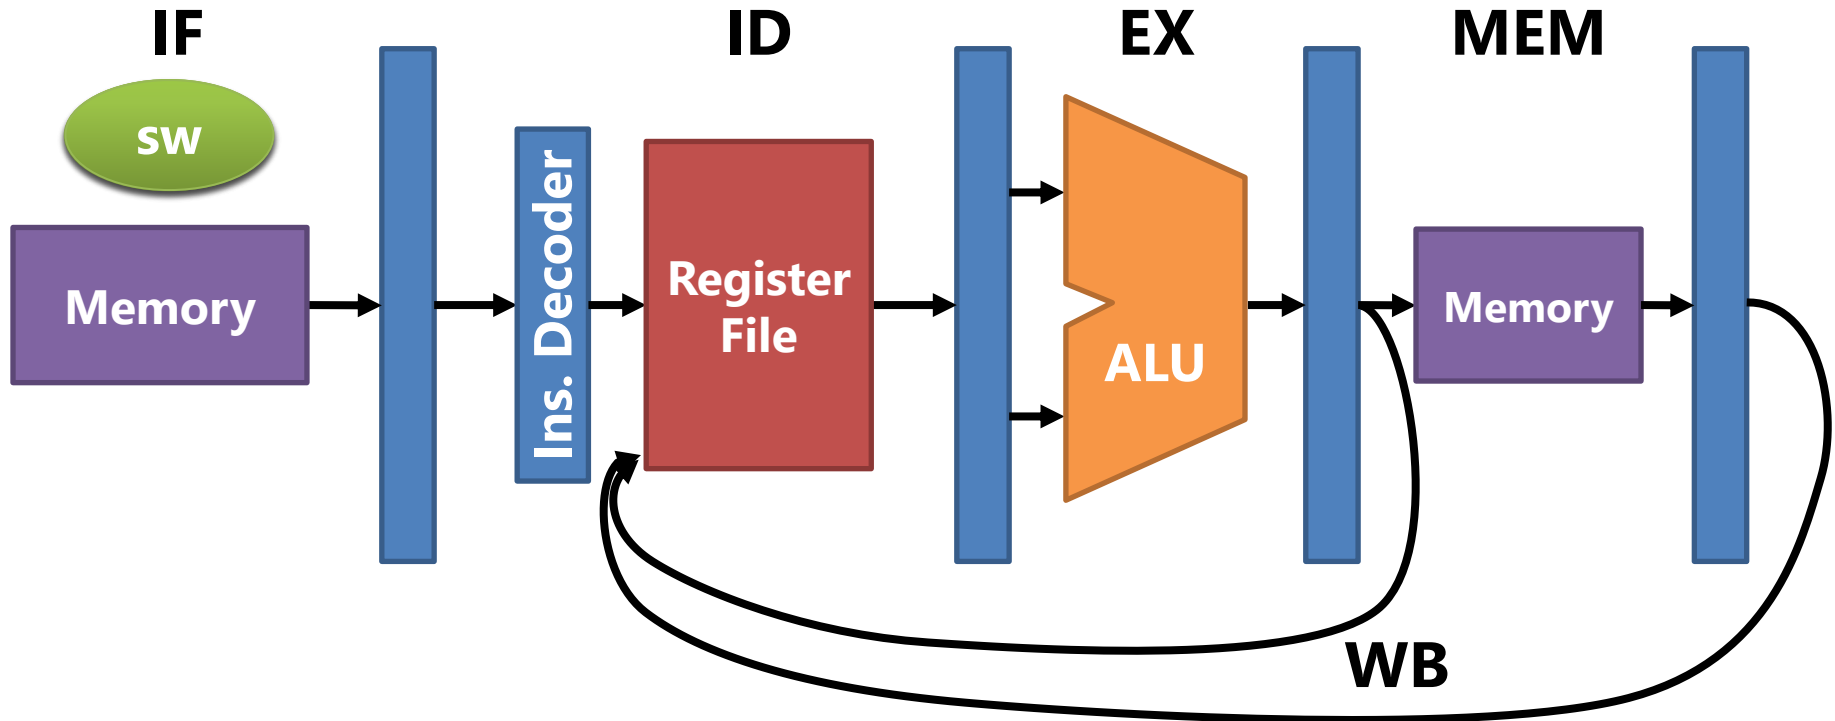 IF
ID
EX
MEM
sw
Memory
Ins. Decoder
Register
File
ALU
Memory
WB